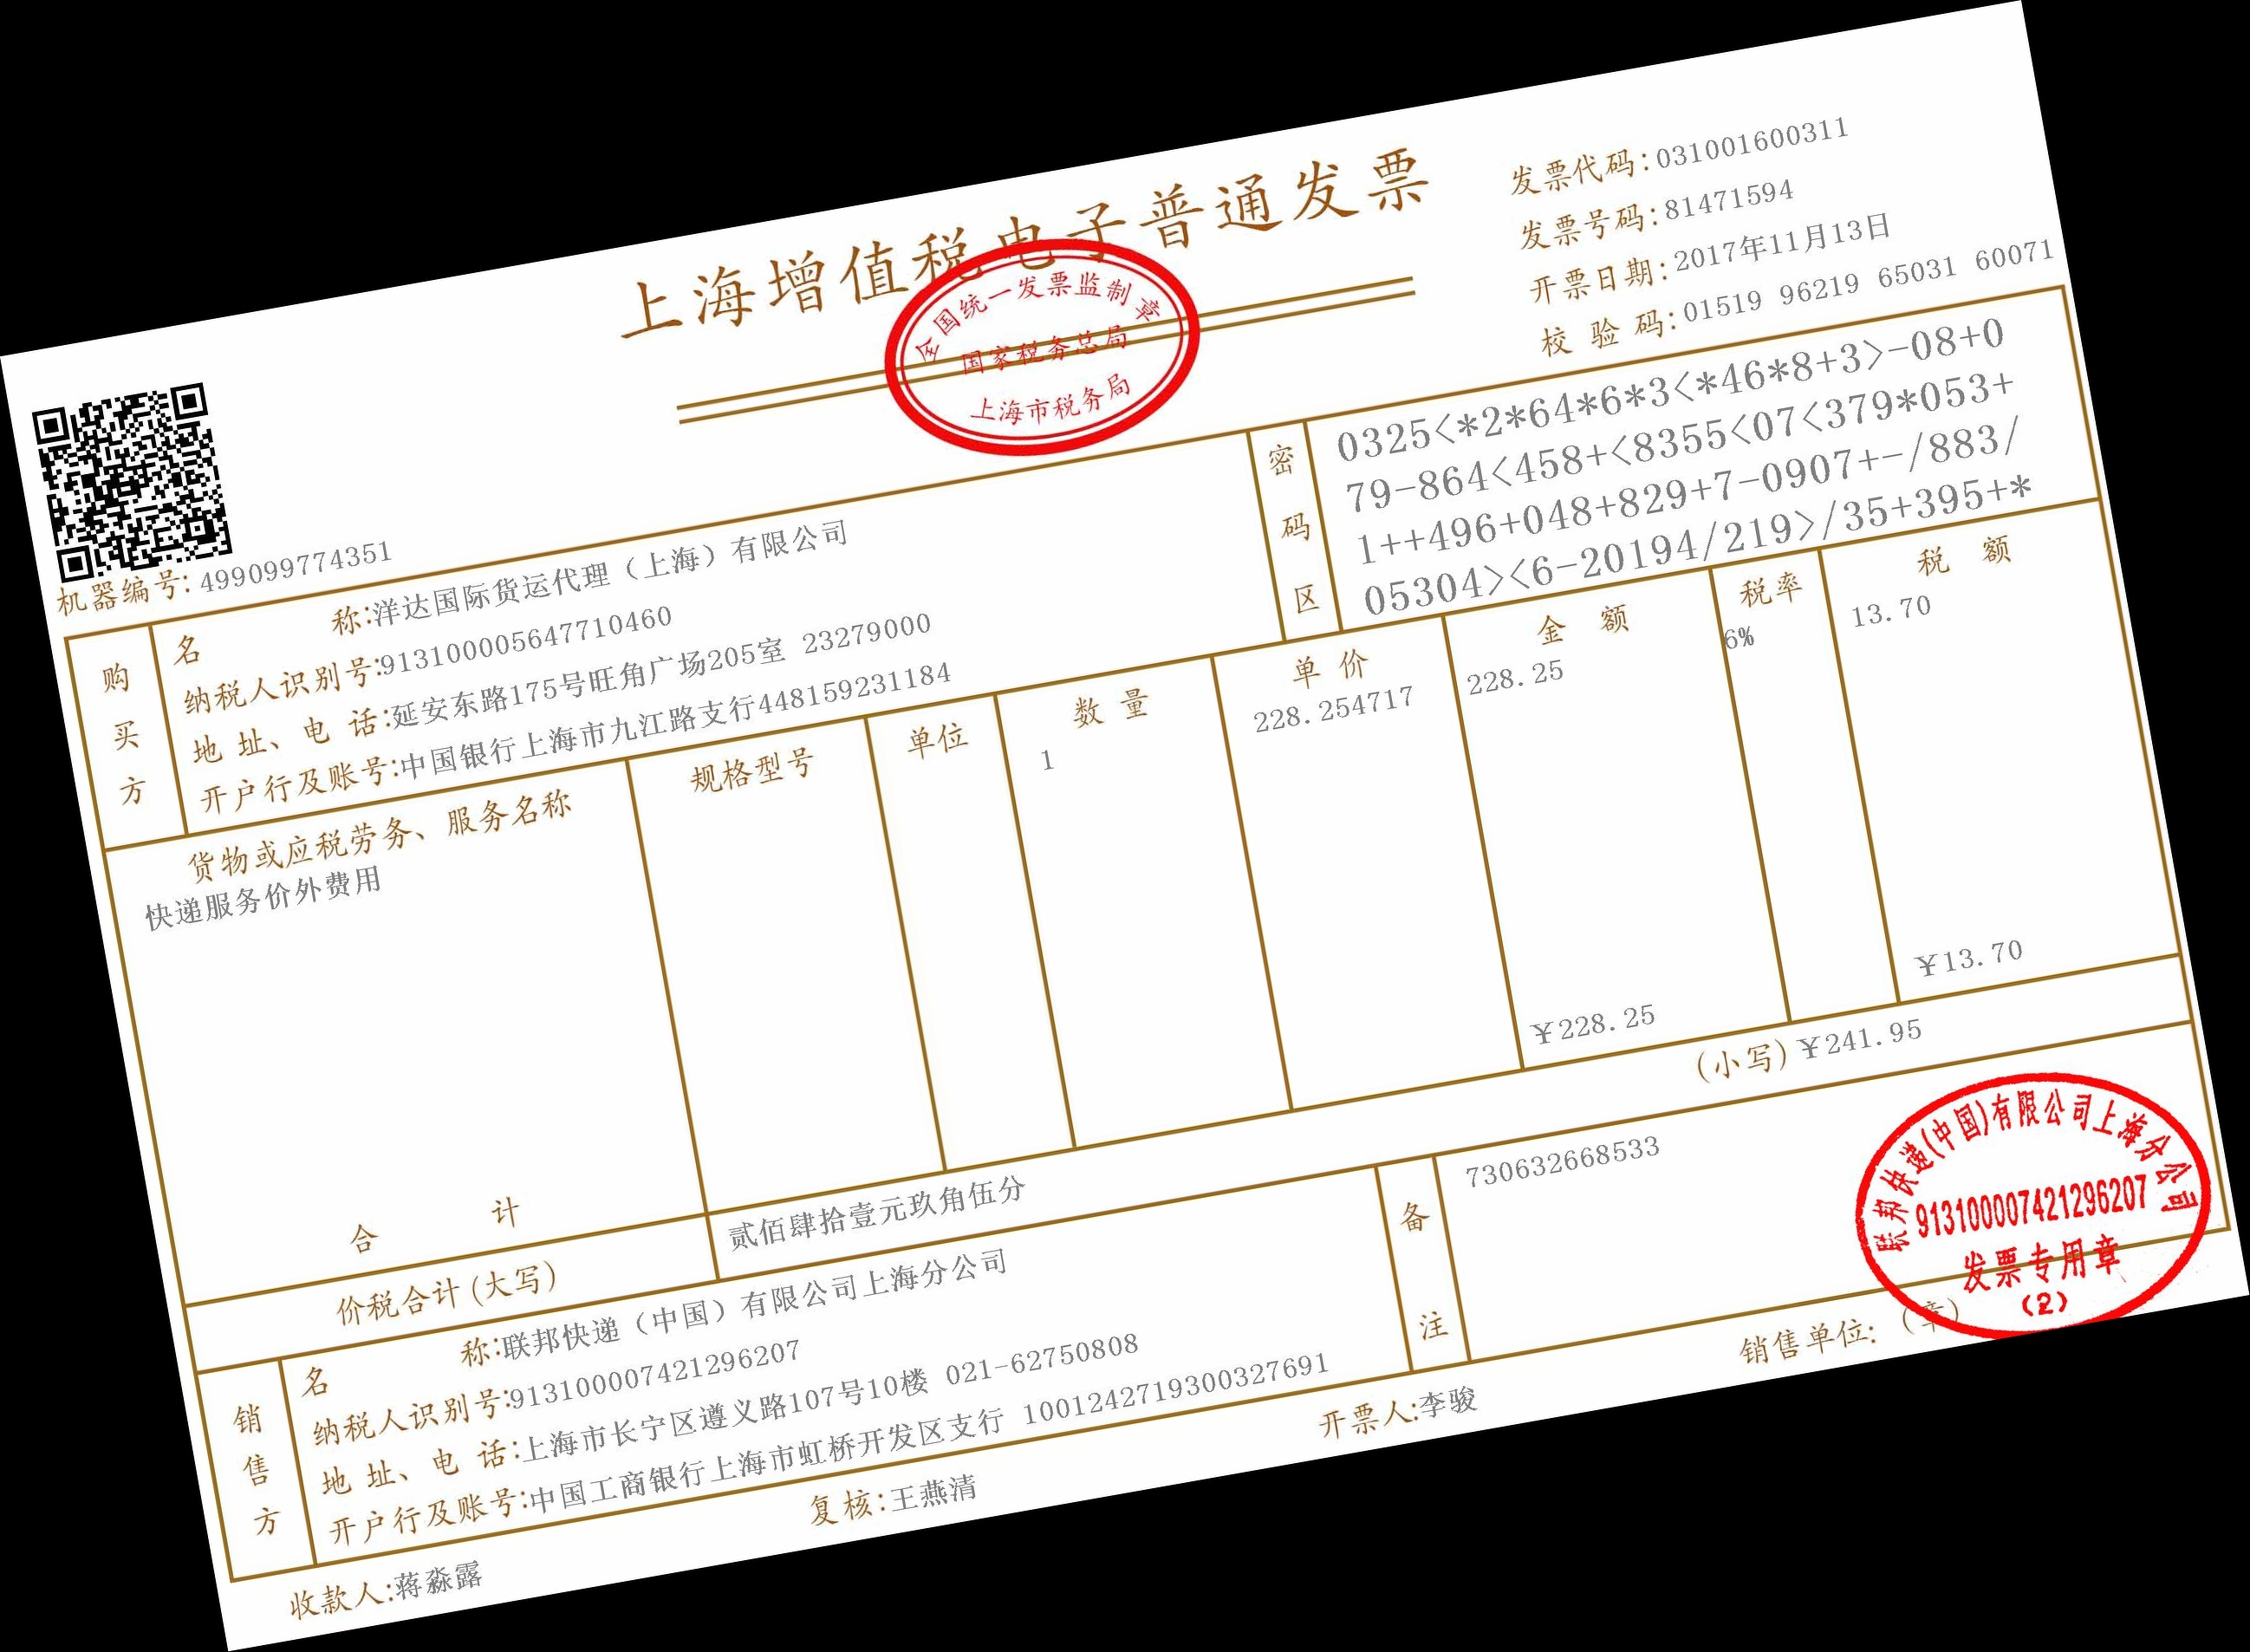 上海增值税电子普通发票
全国统一发票监制章
国家税务总局
上海市税务局
发票代码:031001600311
发票号码:81471594
开票日期:2017年11月13日
校 验 码:01519 96219 65031 60071
机器编号: 499099774351
购买方
名 称:洋达国际货运代理（上海）有限公司
纳税人识别号:913100005647710460
地 址、电 话:延安东路175号旺角广场205室 23279000
开户行及账号:中国银行上海市九江路支行448159231184
密码区
0325<*2*64*6*3<*46*8+3>-08+0
79-864<458+<8355<07<379*053+
1++496+048+829+7-0907+-/883/
05304><6-20194/219>/35+395+*
货物或应税劳务、服务名称 规格型号 单位 数 量 单 价 金 额 税率 税 额
快递服务价外费用 1 228.254717 228.25 6% 13.70
合 计 ¥228.25 ¥13.70
价税合计(大写) 贰佰肆拾壹元玖角伍分 (小写)¥241.95
销售方
名 称:联邦快递（中国）有限公司上海分公司
纳税人识别号:913100007421296207
地 址、电 话:上海市长宁区遵义路107号10楼 021-62750808
开户行及账号:中国工商银行上海市虹桥开发区支行 1001242719300327691
备注
730632668533
联邦快递(中国)有限公司上海分公司
913100007421296207
发票专用章
(2)
收款人:蒋淼露 复核:王燕清 开票人:李骏 销售单位:（章）